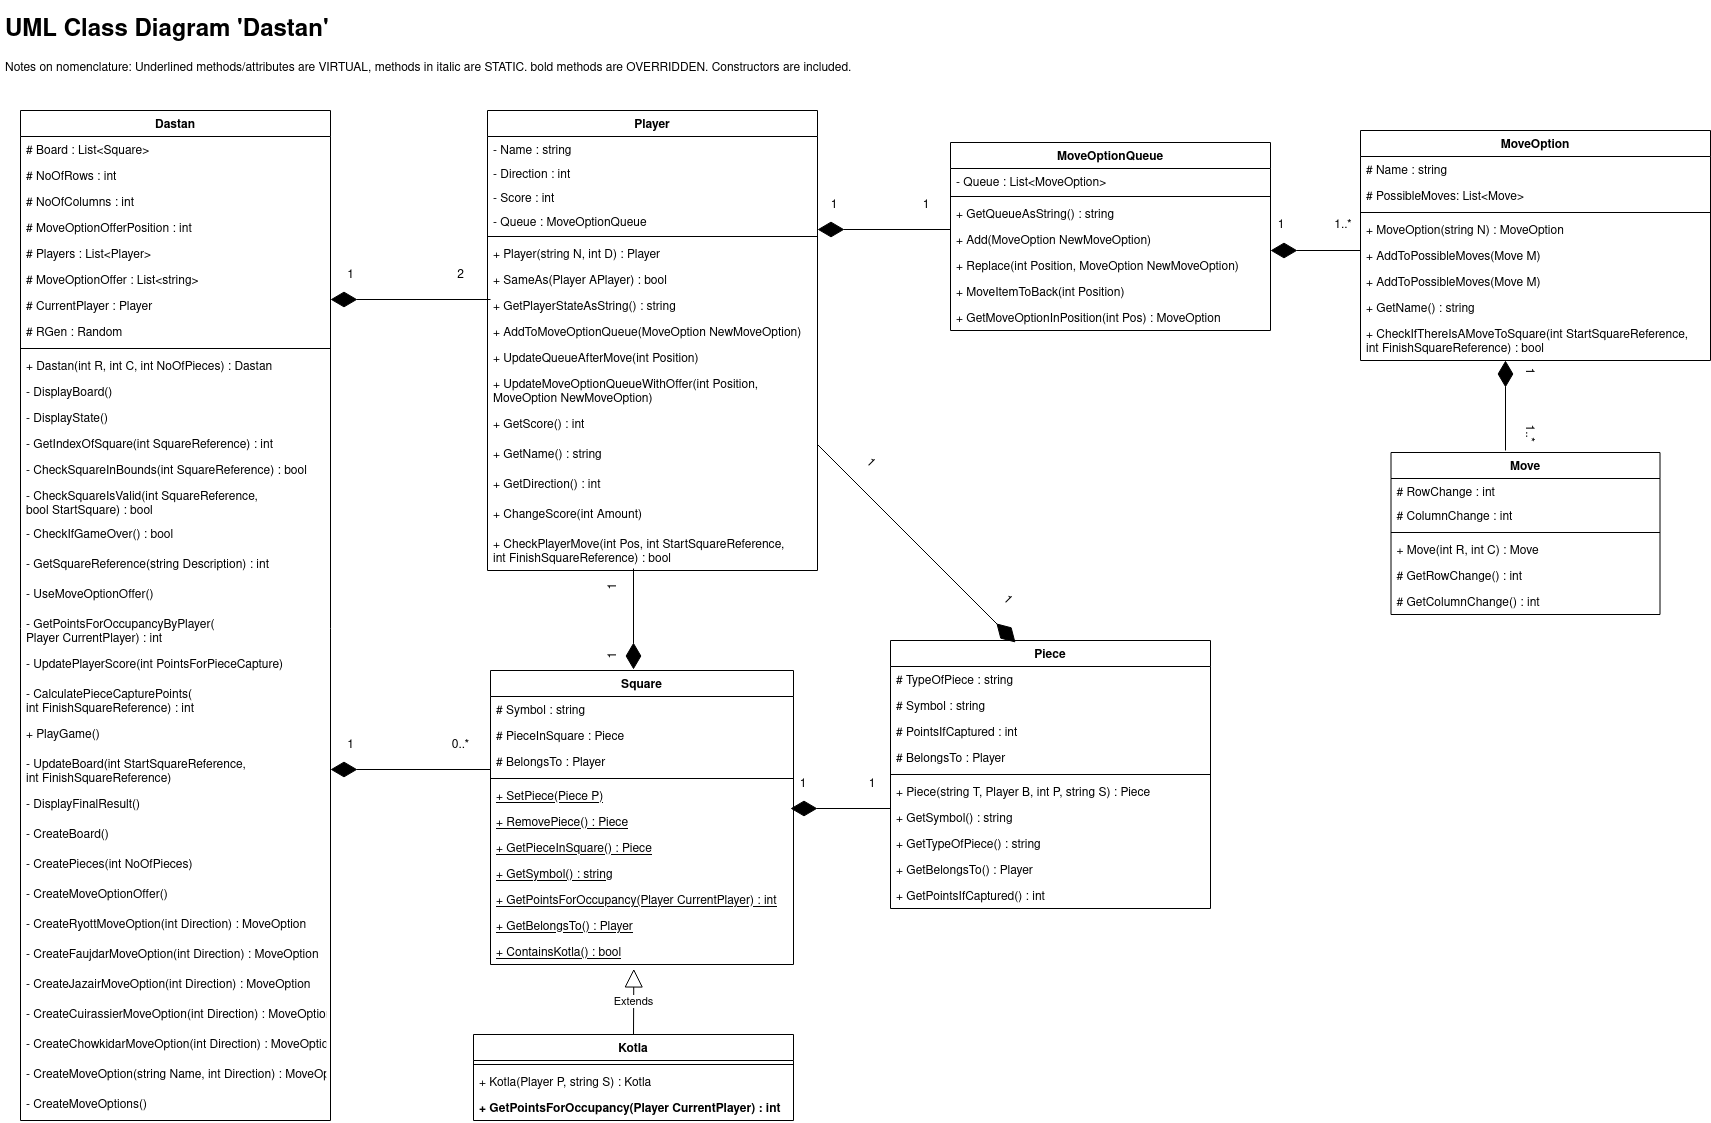 UML Class Diagram 'Dastan'
Notes on nomenclature: Underlined methods/attributes are VIRTUAL, methods in italic are STATIC. bold methods are OVERRIDDEN. Constructors are included.
Dastan
# Board : List<Square>
# NoOfRows : int
# NoOfColumns : int
# MoveOptionOfferPosition : int
# Players : List<Player>
# MoveOptionOffer : List<string>
# CurrentPlayer : Player
# RGen : Random
+ Dastan(int R, int C, int NoOfPieces) : Dastan
- DisplayBoard()
- DisplayState()
- GetIndexOfSquare(int SquareReference) : int
- CheckSquareInBounds(int SquareReference) : bool
- CheckSquareIsValid(int SquareReference,
bool StartSquare) : bool
- CheckIfGameOver() : bool
- GetSquareReference(string Description) : int
- UseMoveOptionOffer()
- GetPointsForOccupancyByPlayer(
Player CurrentPlayer) : int
- UpdatePlayerScore(int PointsForPieceCapture)
- CalculatePieceCapturePoints(
int FinishSquareReference) : int
+ PlayGame()
- UpdateBoard(int StartSquareReference,
int FinishSquareReference)
- DisplayFinalResult()
- CreateBoard()
- CreatePieces(int NoOfPieces)
- CreateMoveOptionOffer()
- CreateRyottMoveOption(int Direction) : MoveOption
- CreateFaujdarMoveOption(int Direction) : MoveOption
- CreateJazairMoveOption(int Direction) : MoveOption
- CreateCuirassierMoveOption(int Direction) : MoveOptio
- CreateChowkidarMoveOption(int Direction) : MoveOptic
- CreateMoveOption(string Name, int Direction) : MoveOp
- CreateMoveOptions()
1
2
1
0..*
Player
- Name : string
- Direction : int
- Score : int
- Queue : MoveOptionQueue
+ Player(string N, int D) : Player
+ SameAs(Player APlayer) : bool
+ GetPlayerStateAsString() : string
+ AddToMoveOptionQueue(MoveOption NewMoveOption)
+ UpdateQueueAfterMove(int Position)
+ UpdateMoveOptionQueueWithOffer(int Position,
MoveOption NewMoveOption)
+ GetScore() : int
+ GetName() : string
+ GetDirection() : int
+ ChangeScore(int Amount)
+ CheckPlayerMove(int Pos, int StartSquareReference,
int FinishSquareReference) : bool
1
1
1
1
1
1
MoveOptionQueue
- Queue : List<MoveOption>
+ GetQueueAsString() : string
+ Add(MoveOption NewMoveOption)
+ Replace(int Position, MoveOption NewMoveOption)
+ MoveItemToBack(int Position)
+ GetMoveOptionInPosition(int Pos) : MoveOption
1
1..*
MoveOption
# Name : string
# PossibleMoves: List<Move>
+ MoveOption(string N) : MoveOption
+ AddToPossibleMoves(Move M)
+ AddToPossibleMoves(Move M)
+ GetName() : string
+ CheckIfThereIsAMoveToSquare(int StartSquareReference,
int FinishSquareReference) : bool
1
1..*
Move
# RowChange : int
# ColumnChange : int
+ Move(int R, int C) : Move
# GetRowChange() : int
# GetColumnChange() : int
Square
# Symbol : string
# PieceInSquare : Piece
# BelongsTo : Player
+ SetPiece(Piece P)
+ RemovePiece() : Piece
+ GetPieceInSquare() : Piece
+ GetSymbol() : string
+ GetPointsForOccupancy(Player CurrentPlayer) : int
+ GetBelongsTo() : Player
+ ContainsKotla() : bool
1
1
Piece
# TypeOfPiece : string
# Symbol : string
# PointsIfCaptured : int
# BelongsTo : Player
+ Piece(string T, Player B, int P, string S) : Piece
+ GetSymbol() : string
+ GetTypeOfPiece() : string
+ GetBelongsTo() : Player
+ GetPointsIfCaptured() : int
Extends
Kotla
+ Kotla(Player P, string S) : Kotla
+ GetPointsForOccupancy(Player CurrentPlayer) : int